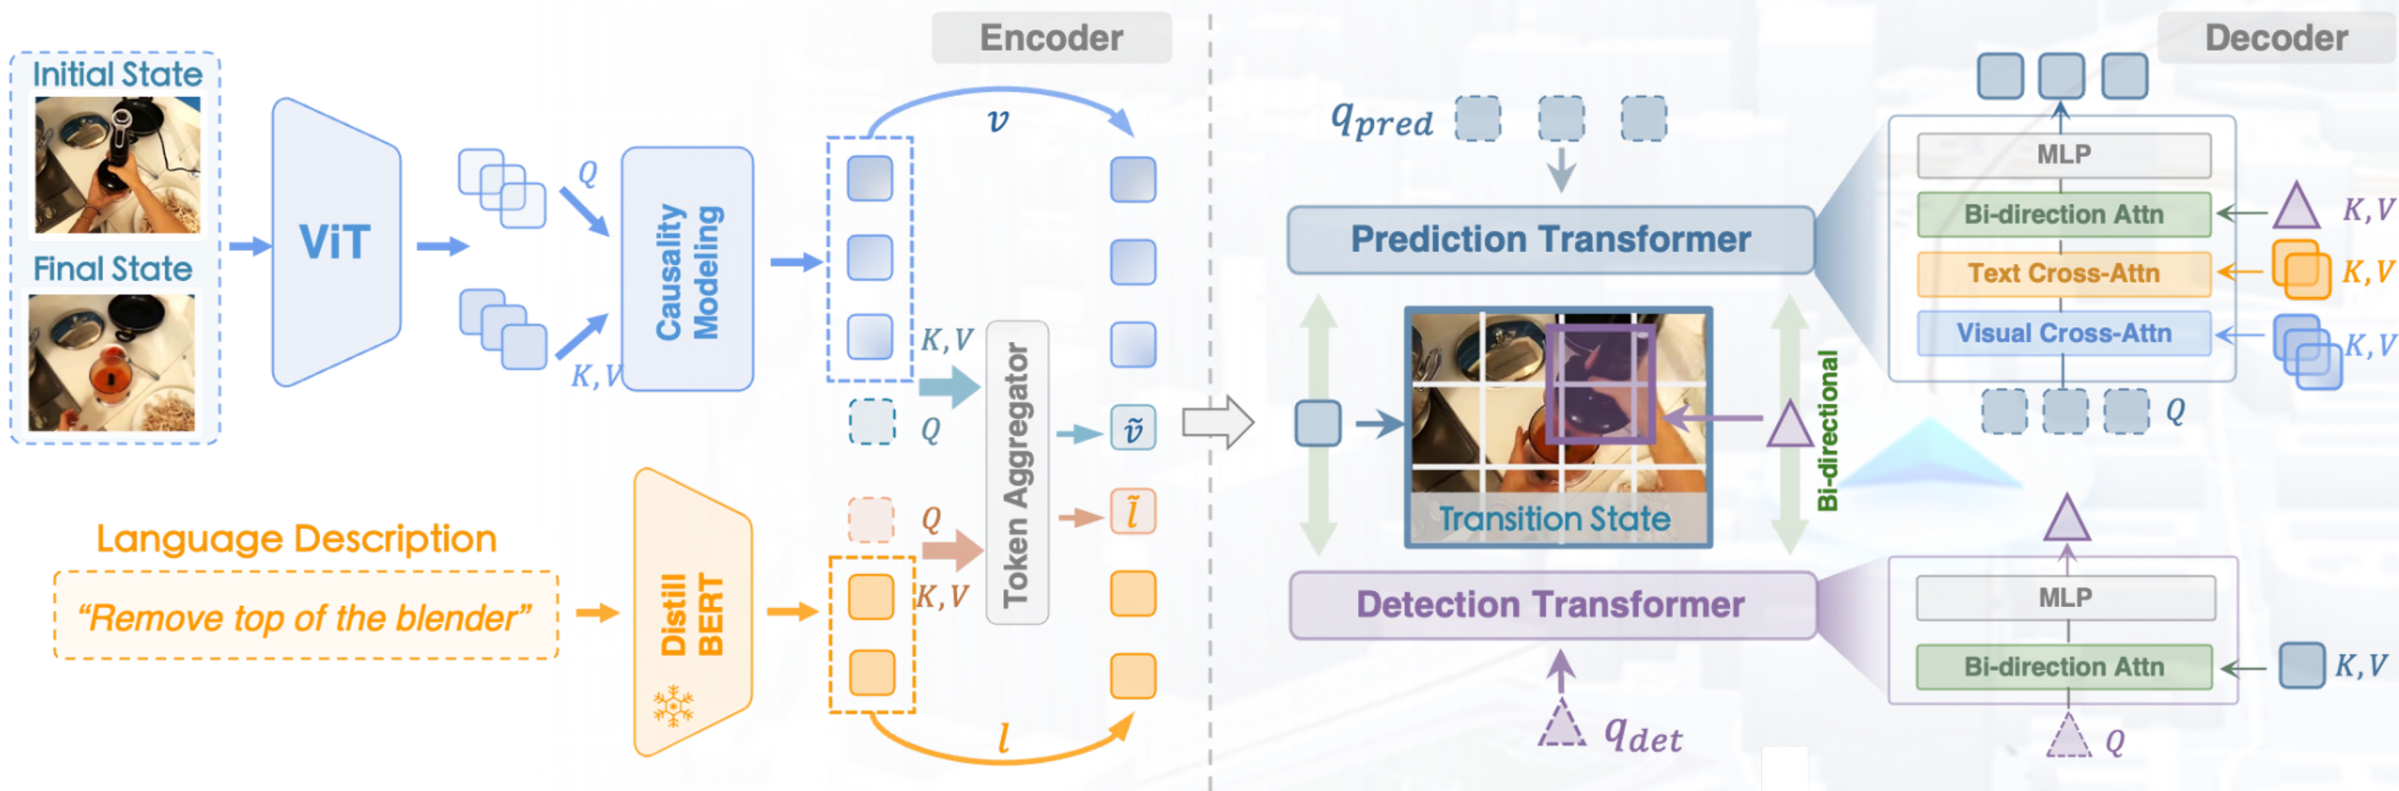 Encoder
Decoder
Initial State
Final State
ViT
Q
K,V
Causality
Modeling
v
K,V
Q
Q
K,V
Token Aggregator
ṽ
l̃
l
Language Description
“Remove top of the blender”
Distill
BERT
q_pred
Prediction Transformer
Transition State
Bi-directional
Detection Transformer
q_det
MLP
Bi-direction Attn
K,V
Text Cross-Attn
K,V
Visual Cross-Attn
K,V
Q
MLP
Bi-direction Attn
K,V
Q